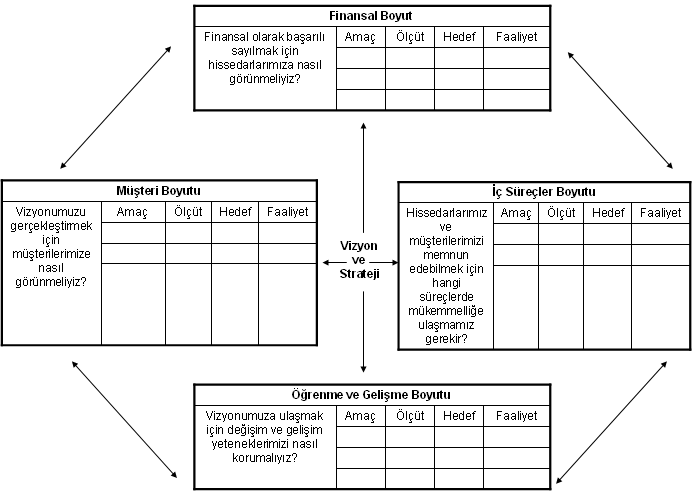 Finansal Boyut
Finansal olarak başarılı
sayılmak için
hissedarlarımıza nasıl
görünmeliyiz?
Amaç Ölçüt Hedef Faaliyet
Müşteri Boyutu
Vizyonumuzu
gerçekleştirmek
için
müşterilerimize
nasıl
görünmeliyiz?
Amaç Ölçüt Hedef Faaliyet
Vizyon
ve
Strateji
İç Süreçler Boyutu
Hissedarlarımız
ve
müşterilerimizi
memnun
edebilmek için
hangi
süreçlerde
mükemmelliğe
ulaşmamız
gerekir?
Amaç Ölçüt Hedef Faaliyet
Öğrenme ve Gelişme Boyutu
Vizyonumuza ulaşmak
için değişim ve gelişim
yeteneklerimizi nasıl
korumalıyız?
Amaç Ölçüt Hedef Faaliyet